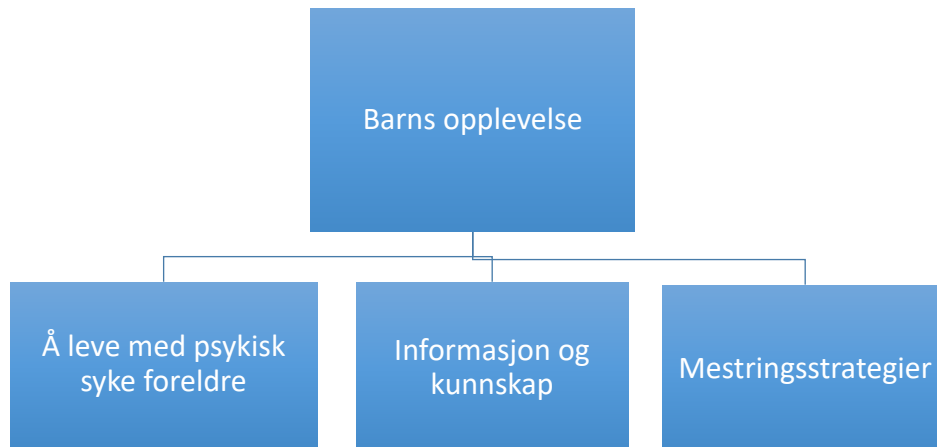 Barns opplevelse
Å leve med psykisk
syke foreldre
Informasjon og
kunnskap
Mestringsstrategier